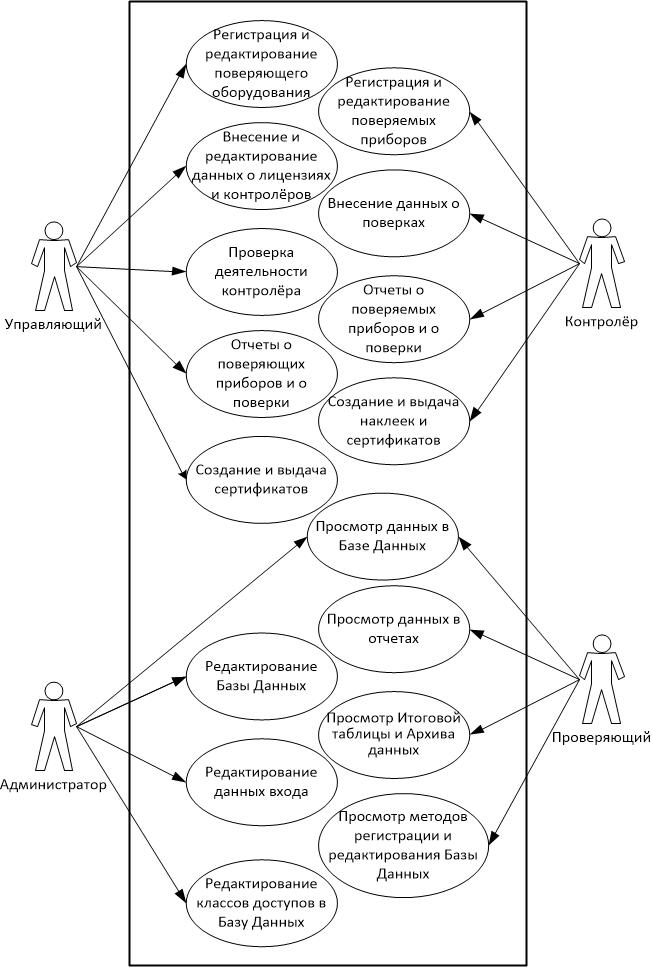 Регистрация и
редактирование
поверяющего
оборудования
Регистрация и
редактирование
поверяемых
приборов
Внесение и
редактирование
данных о лицензиях
и контролёров
Внесение данных о
поверках
Управляющий
Контролёр
Проверка
деятельности
контролёра
Отчеты о
поверяемых
приборов и о
поверки
Отчеты о
поверяющих
приборов и о
поверки
Создание и выдача
наклеек и
сертификатов
Создание и выдача
сертификатов
Просмотр данных в
Базе Данных
Просмотр данных в
отчетах
Редактирование
Базы Данных
Просмотр Итоговой
таблицы и Архива
данных
Проверяющий
Администратор
Редактирование
данных входа
Просмотр методов
регистрации и
редактирования Базы
Данных
Редактирование
классов доступов в
Базу Данных